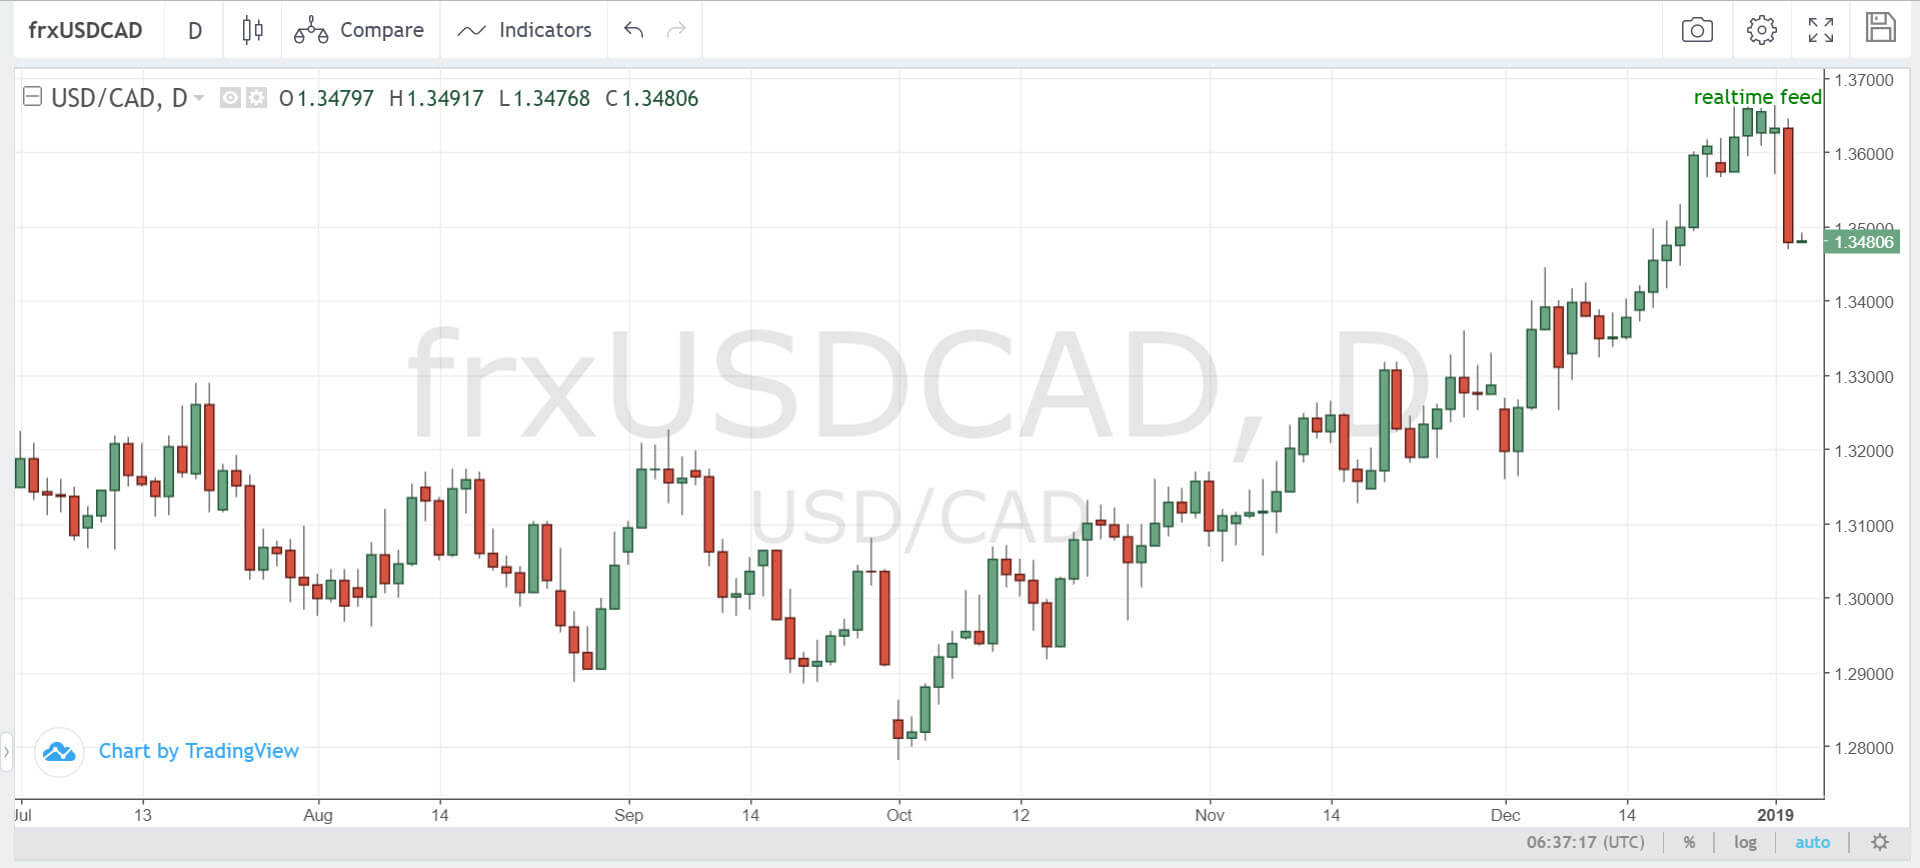 frxUSDCAD D Compare Indicators
USD/CAD, D O1.34797 H1.34917 L1.34768 C1.34806
realtime feed
1.37000
1.36000
1.35000
1.34806
1.34000
1.33000
1.32000
1.31000
1.30000
1.29000
1.28000
frxUSDCAD, D
USD/CAD
Chart by TradingView
Jul 13 Aug 14 Sep 14 Oct 12 Nov 14 Dec 14 2019
06:37:17 (UTC) % log auto